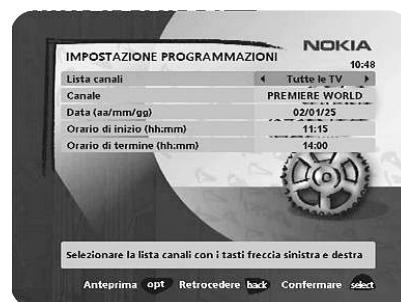 NOKIA
IMPOSTAZIONE PROGRAMMAZIONI
10:48
Lista canali Tutte le TV
Canale PREMIERE WORLD
Data (aa/mm/gg) 02/01/25
Orario di inizio (hh:mm) 11:15
Orario di termine (hh:mm) 14:00
Selezionare la lista canali con i tasti freccia sinistra e destra
Anteprima opt Retrocedere back Confermare select